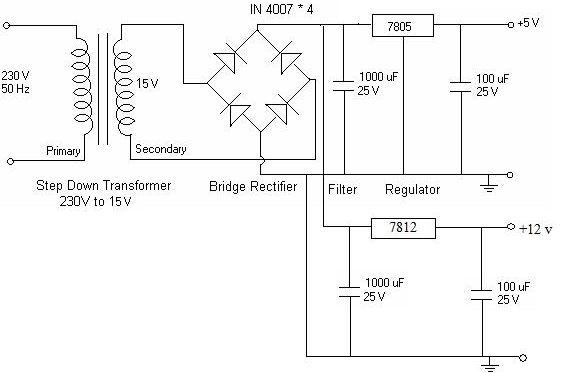 IN 4007 * 4
7805
+5 V
230 V
50 Hz
15 V
1000 uF
25 V
100 uF
25 V
Primary
Secondary
Step Down Transformer
230V to 15 V
Bridge Rectifier
Filter
Regulator
7812
+12 v
1000 uF
25 V
100 uF
25 V